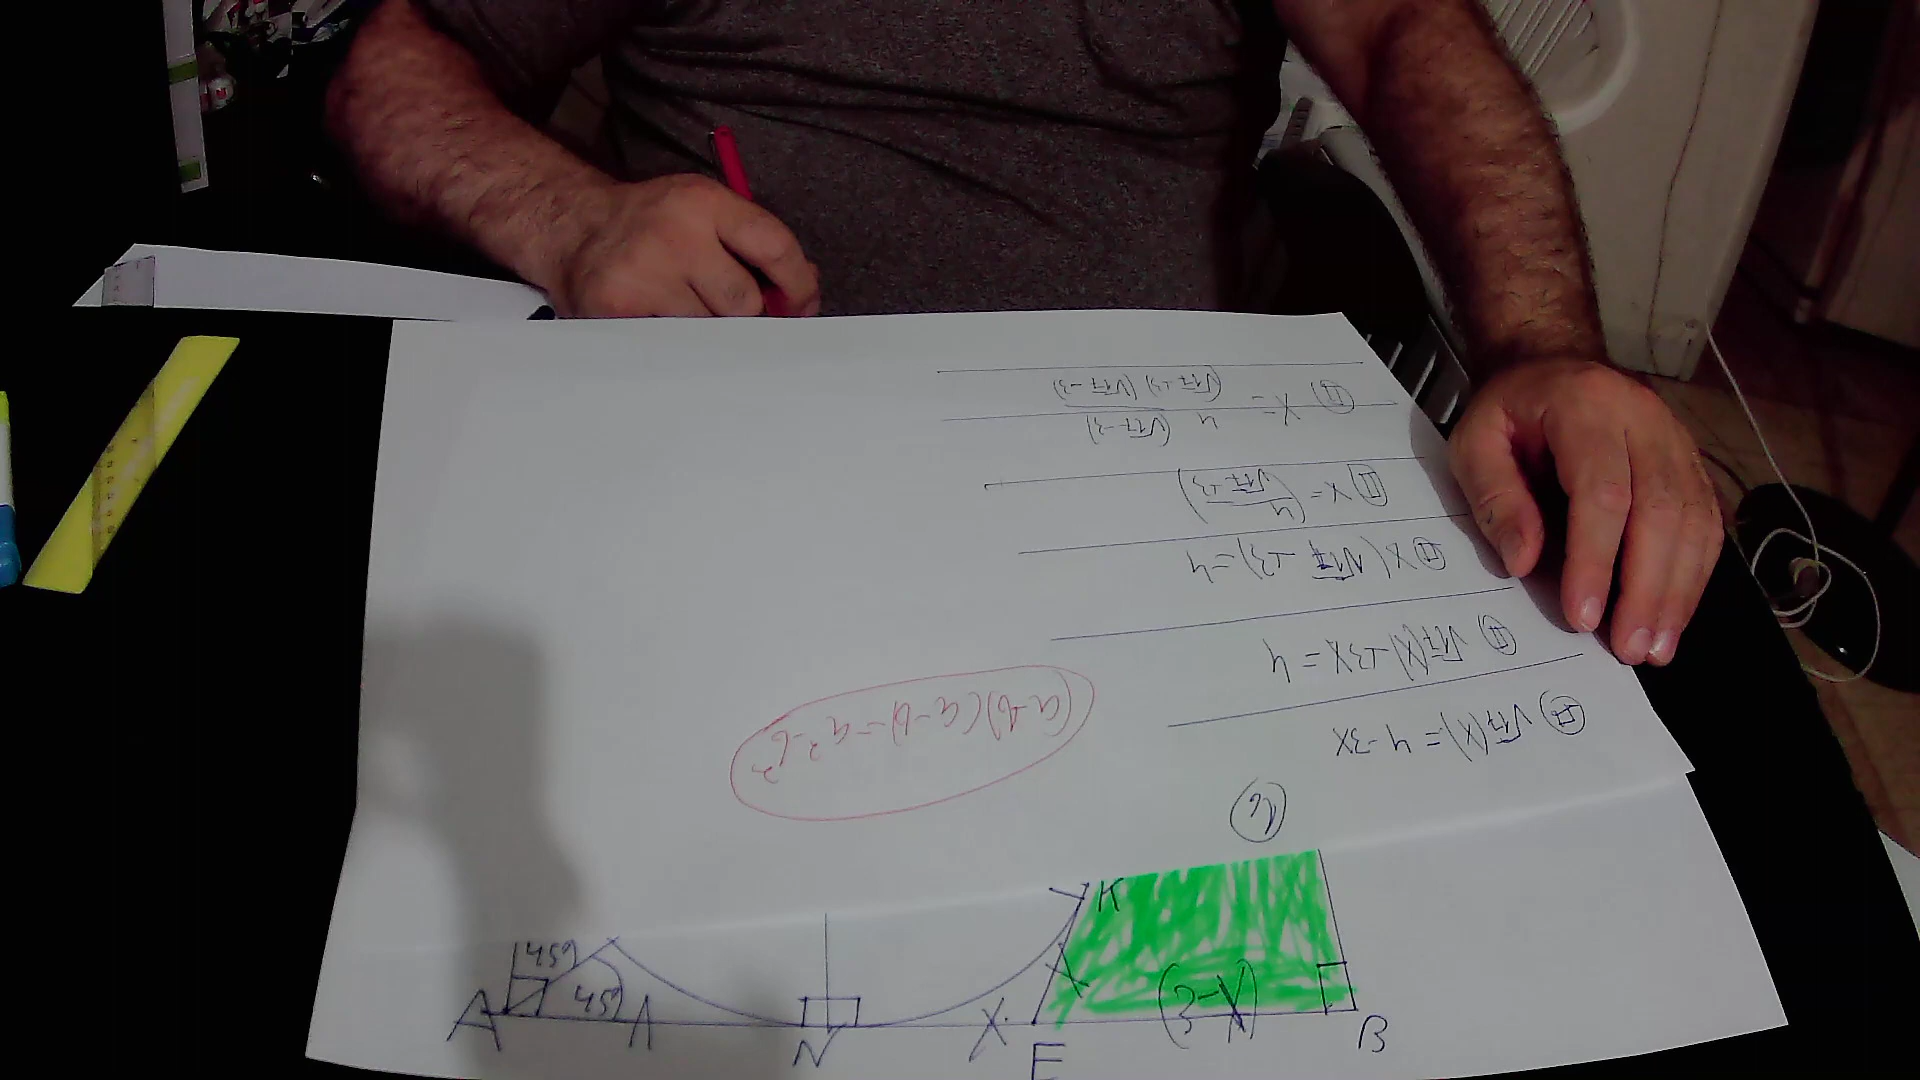 √17(x) = 4-3x
√17(x)+3x = 4
x(√17+3) = 4
x = (4/(√17+3))
x = 4(√17-3)/(√17+3)(√17-3)
(a+b)(a-b) = a²-b²
K
45°
45°
X
(3-X)
A
N
X
E
B